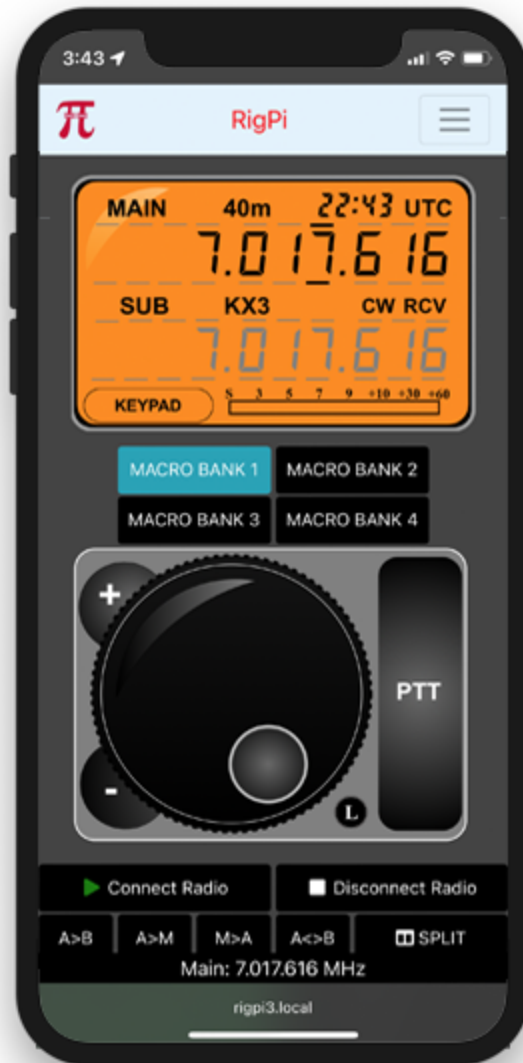 3:43
π RigPi
MAIN 40m 22:43 UTC
7.017.616
SUB KX3 CW RCV
7.017.616
KEYPAD S 3 5 7 9 +10 +30 +60
MACRO BANK 1 MACRO BANK 2
MACRO BANK 3 MACRO BANK 4
+
PTT
-
L
Connect Radio Disconnect Radio
A>B A>M M>A A<>B SPLIT
Main: 7.017.616 MHz
rigpi3.local